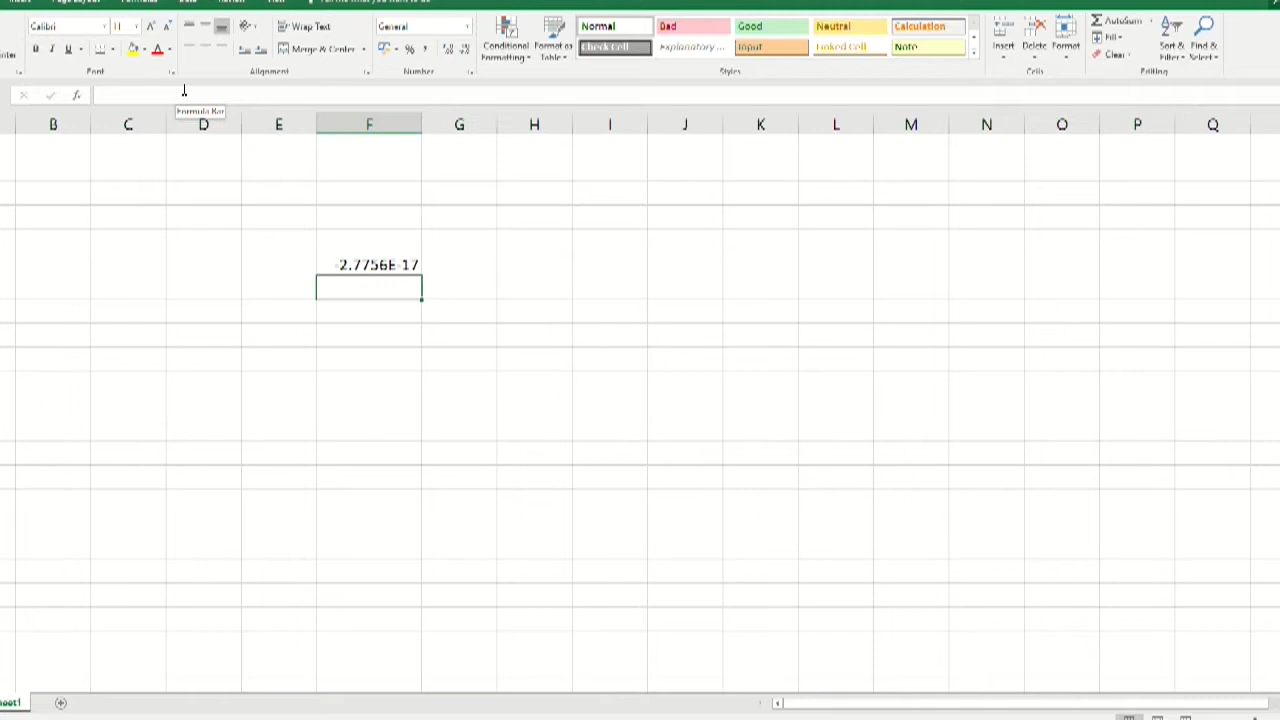 Calibri 11 Wrap Text General Normal Bad Good Neutral Calculation AutoSum
B I U Merge & Center % Conditional Formatting Format as Table Check Cell Explanatory ... Input Linked Cell Note Insert Delete Format Fill Clear Sort & Filter Find & Select
Font Alignment Number Styles Cells Editing
fx
Formula Bar
B C D E F G H I J K L M N O P Q
-2.7756E-17